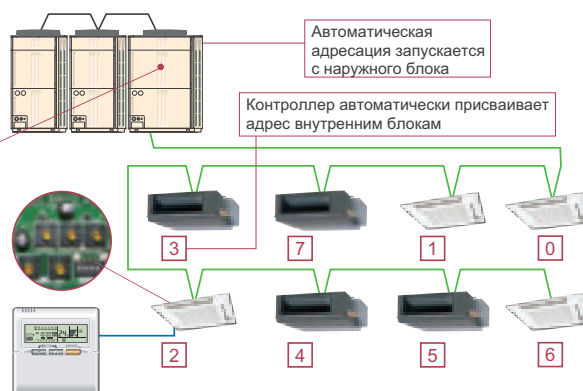 Автоматическая
адресация запускается
с наружного блока
Контроллер автоматически присваивает
адрес внутренним блокам
3 7 1 0
2 4 5 6